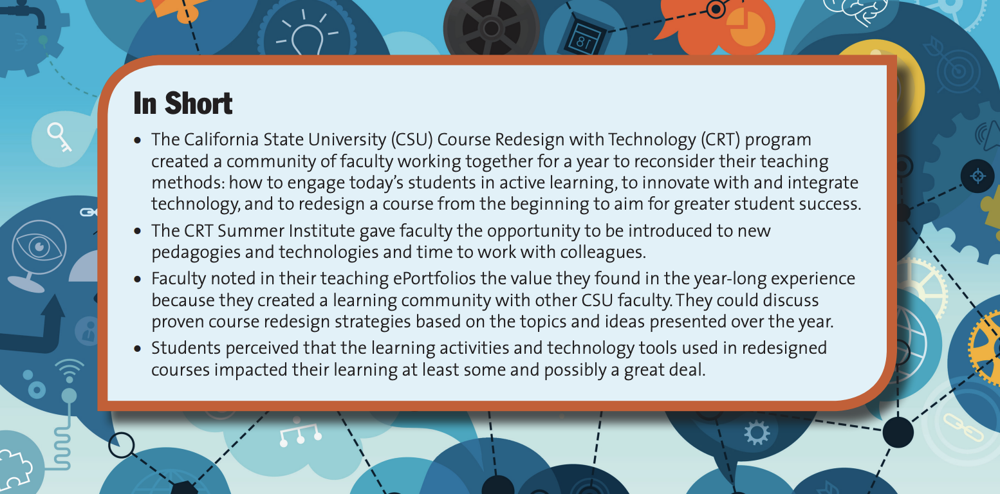 In Short
• The California State University (CSU) Course Redesign with Technology (CRT) program
created a community of faculty working together for a year to reconsider their teaching
methods: how to engage today’s students in active learning, to innovate with and integrate
technology, and to redesign a course from the beginning to aim for greater student success.
• The CRT Summer Institute gave faculty the opportunity to be introduced to new
pedagogies and technologies and time to work with colleagues.
• Faculty noted in their teaching ePortfolios the value they found in the year-long experience
because they created a learning community with other CSU faculty. They could discuss
proven course redesign strategies based on the topics and ideas presented over the year.
• Students perceived that the learning activities and technology tools used in redesigned
courses impacted their learning at least some and possibly a great deal.